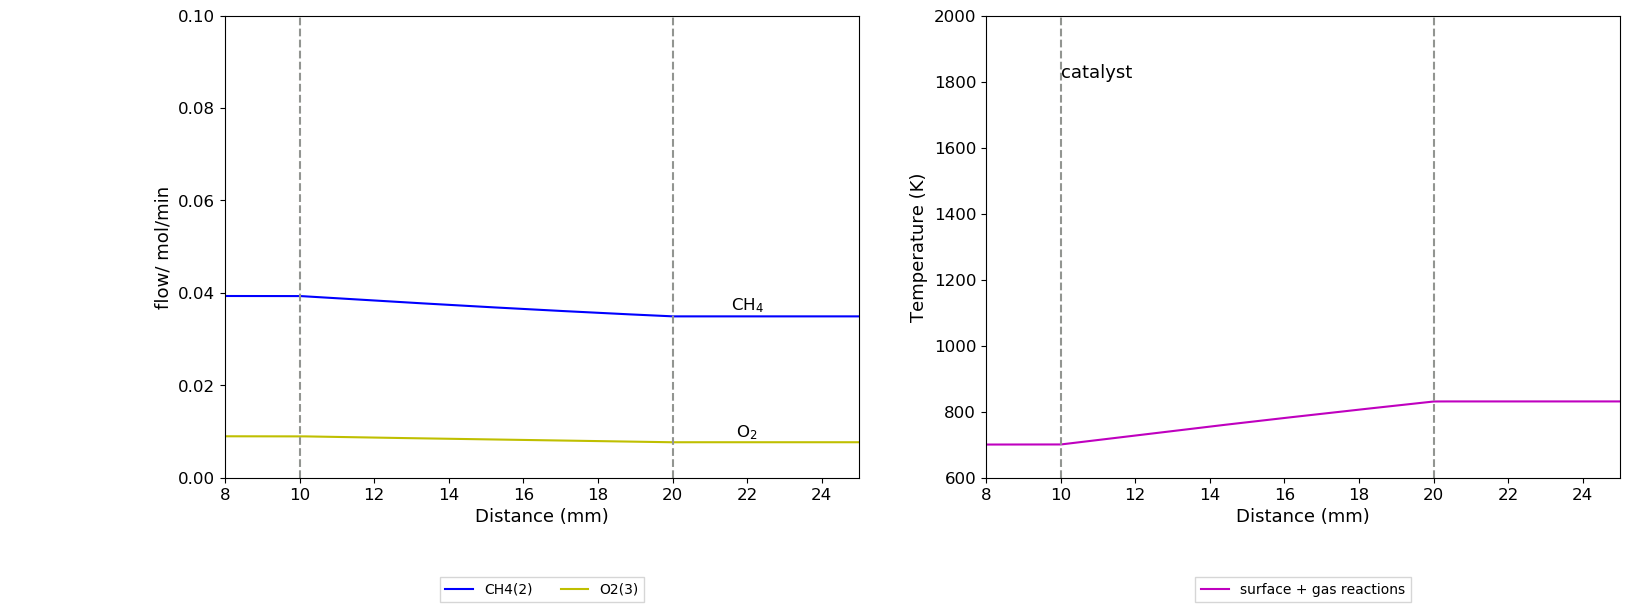 0.10
0.08
0.06
0.04
0.02
0.00
flow/ mol/min
CH₄
O₂
8 10 12 14 16 18 20 22 24
Distance (mm)
CH4(2) O2(3)
2000
1800
1600
1400
1200
1000
800
600
Temperature (K)
catalyst
8 10 12 14 16 18 20 22 24
Distance (mm)
surface + gas reactions